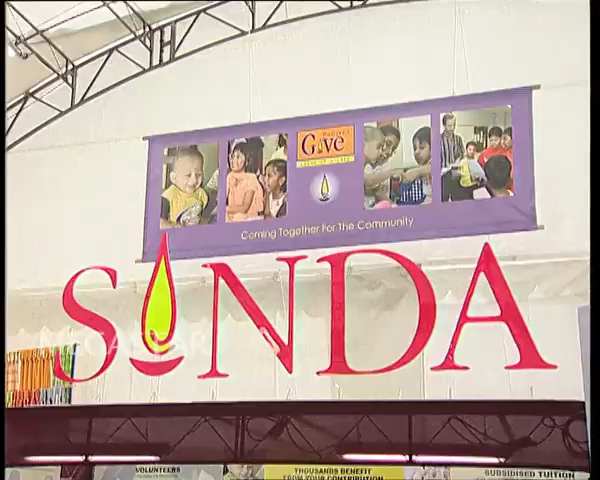 Project
Give
Coming Together For The Community
SINDA
VOLUNTEERS
THOUSANDS BENEFIT
FROM YOUR CONTRIBUTION
SUBSIDISED TUITION